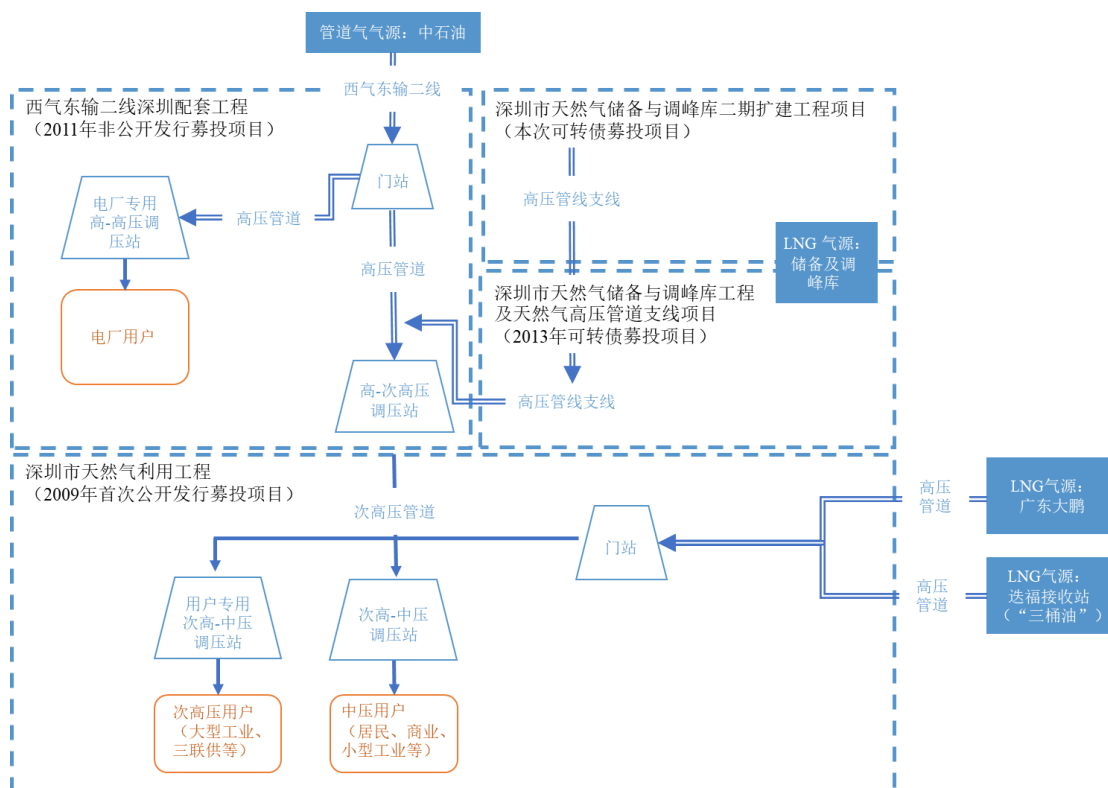 管道气气源：中石油
西气东输二线
西气东输二线深圳配套工程
（2011年非公开发行募投项目）
门站
电厂专用
高-高压调
压站
高压管道
高压管道
电厂用户
高-次高压
调压站
深圳市天然气储备与调峰库二期扩建工程项目
（本次可转债募投项目）
高压管线支线
LNG 气源：
储备及调
峰库
深圳市天然气储备与调峰库工程
及天然气高压管道支线项目
（2013年可转债募投项目）
高压管线支线
深圳市天然气利用工程
（2009年首次公开发行募投项目）
次高压管道
门站
高压
管道
LNG气源：
广东大鹏
高压
管道
LNG气源：
迭福接收站
（“三桶油”）
用户专用
次高-中压
调压站
次高-中压
调压站
次高压用户
（大型工业、
三联供等）
中压用户
（居民、商业、
小型工业等）